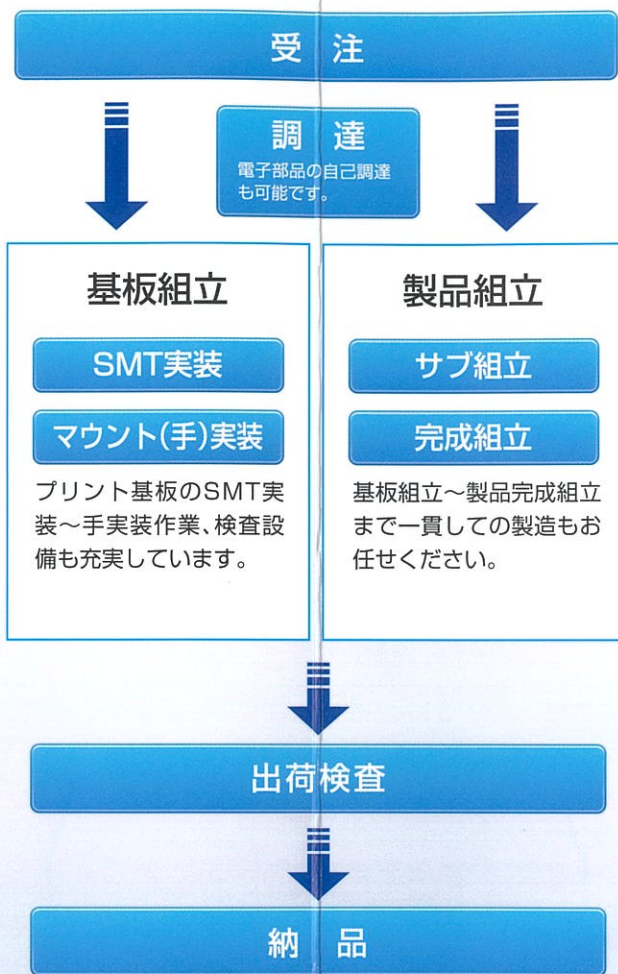 受 注
調 達
電子部品の自己調達
も可能です。
基板組立
SMT実装
マウント(手)実装
プリント基板のSMT実
装～手実装作業、検査設
備も充実しています。
製品組立
サブ組立
完成組立
基板組立～製品完成組立
まで一貫しての製造もお
任せください。
出荷検査
納 品